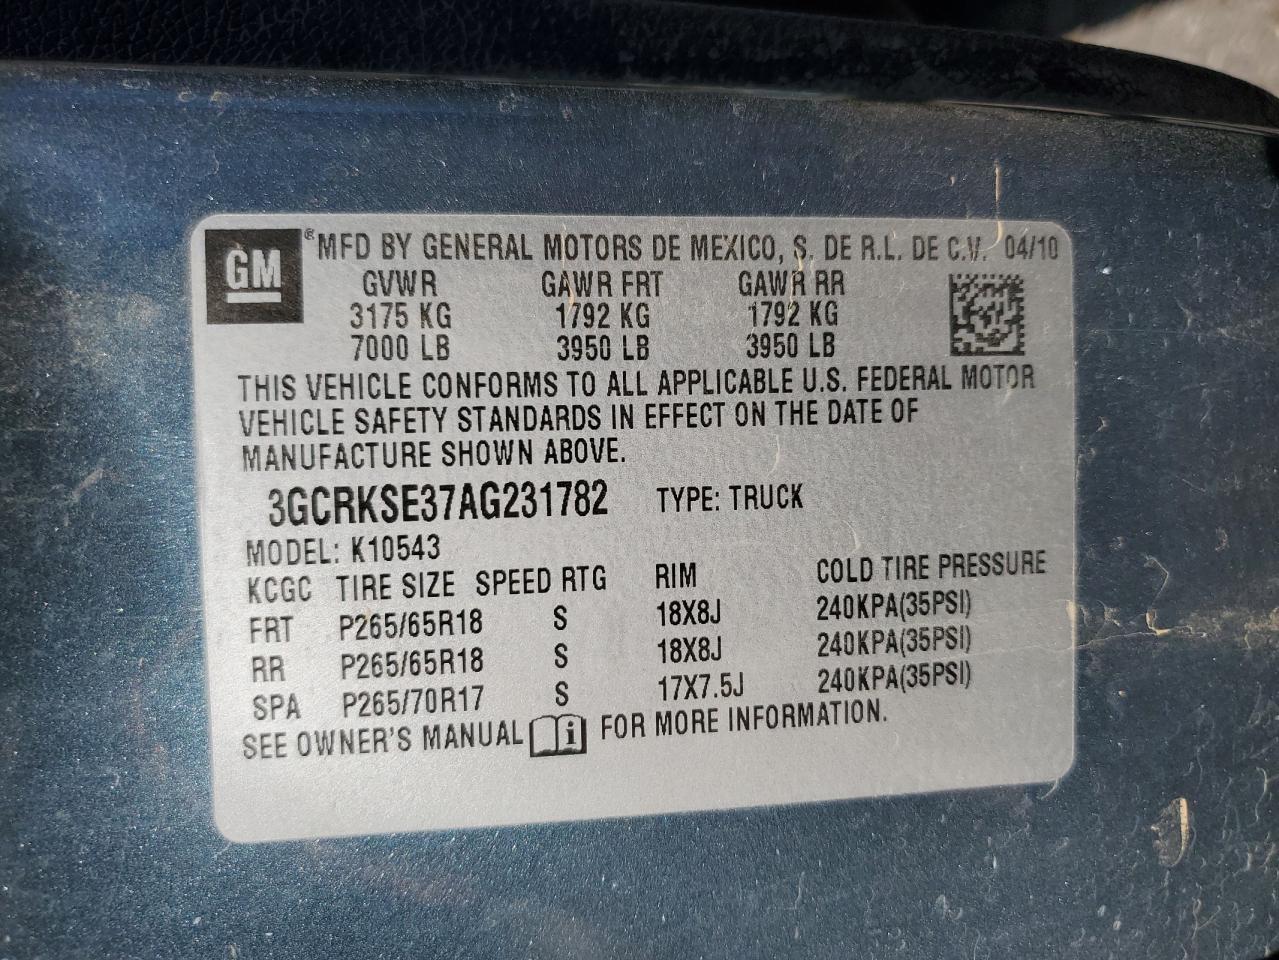 GM ® MFD BY GENERAL MOTORS DE MEXICO, S. DE R.L. DE C.V. 04/10
GVWR GAWR FRT GAWR RR
3175 KG 1792 KG 1792 KG
7000 LB 3950 LB 3950 LB
THIS VEHICLE CONFORMS TO ALL APPLICABLE U.S. FEDERAL MOTOR
VEHICLE SAFETY STANDARDS IN EFFECT ON THE DATE OF
MANUFACTURE SHOWN ABOVE.
3GCRKSE37AG231782 TYPE: TRUCK
MODEL: K10543
KCGC TIRE SIZE SPEED RTG RIM COLD TIRE PRESSURE
FRT P265/65R18 S 18X8J 240KPA(35PSI)
RR P265/65R18 S 18X8J 240KPA(35PSI)
SPA P265/70R17 S 17X7.5J 240KPA(35PSI)
SEE OWNER'S MANUAL i FOR MORE INFORMATION.